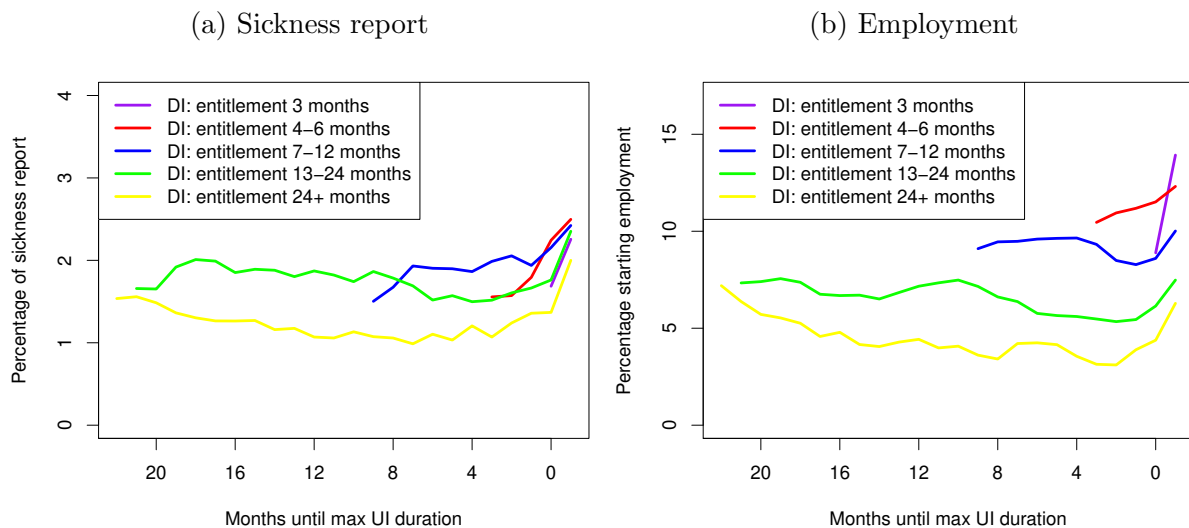 (a) Sickness report
Percentage of sickness report
4
3
2
1
0
DI: entitlement 3 months
DI: entitlement 4−6 months
DI: entitlement 7−12 months
DI: entitlement 13−24 months
DI: entitlement 24+ months
20 16 12 8 4 0
Months until max UI duration
(b) Employment
Percentage starting employment
15
10
5
0
DI: entitlement 3 months
DI: entitlement 4−6 months
DI: entitlement 7−12 months
DI: entitlement 13−24 months
DI: entitlement 24+ months
20 16 12 8 4 0
Months until max UI duration